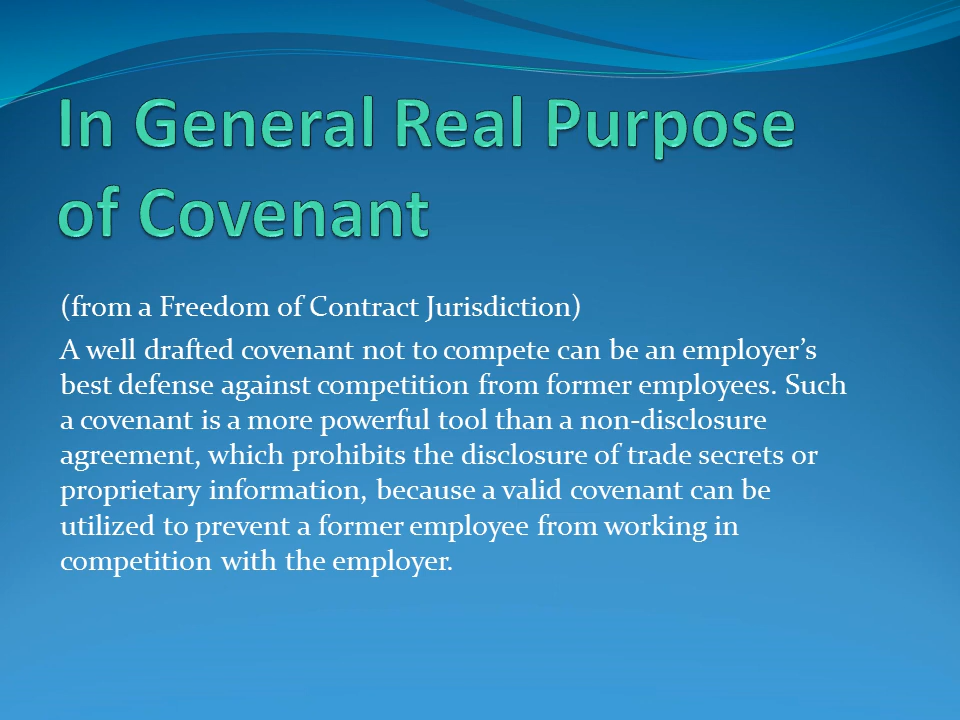 In General Real Purpose
of Covenant
(from a Freedom of Contract Jurisdiction)
A well drafted covenant not to compete can be an employer’s
best defense against competition from former employees. Such
a covenant is a more powerful tool than a non-disclosure
agreement, which prohibits the disclosure of trade secrets or
proprietary information, because a valid covenant can be
utilized to prevent a former employee from working in
competition with the employer.